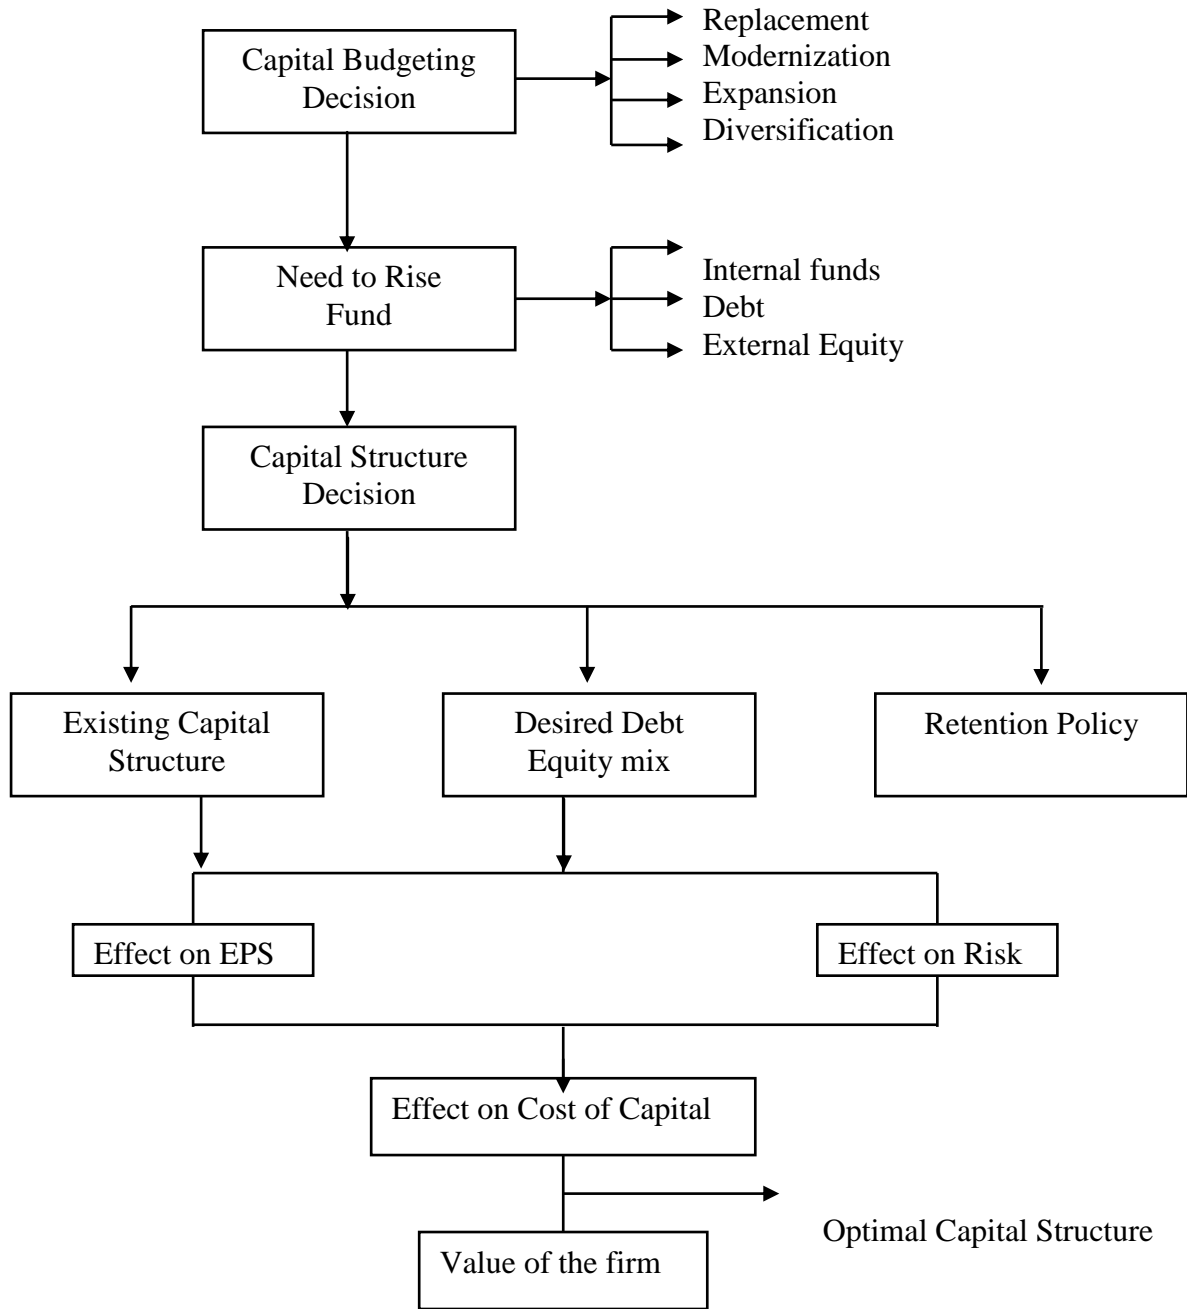 Capital Budgeting
Decision
Replacement
Modernization
Expansion
Diversification
Need to Rise
Fund
Internal funds
Debt
External Equity
Capital Structure
Decision
Existing Capital
Structure
Desired Debt
Equity mix
Retention Policy
Effect on EPS
Effect on Risk
Effect on Cost of Capital
Optimal Capital Structure
Value of the firm